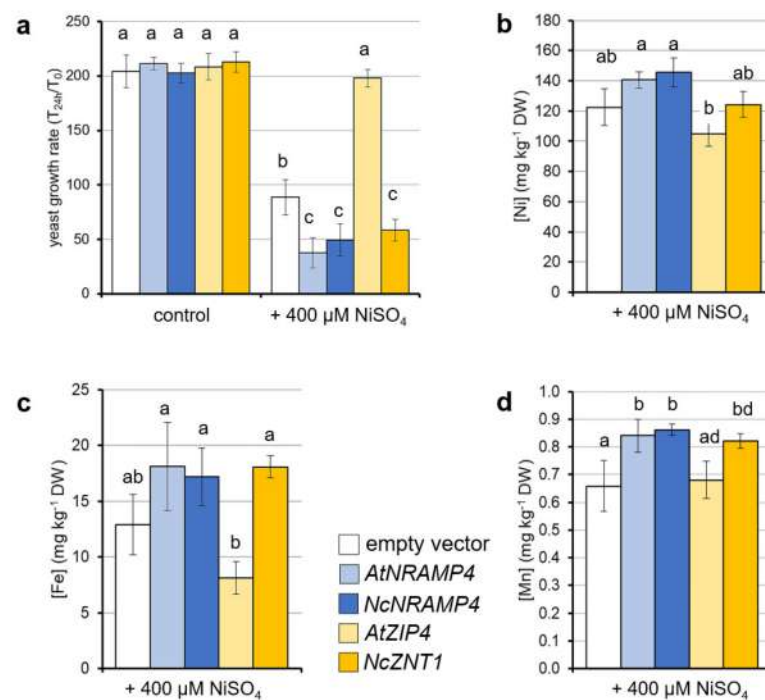 a
yeast growth rate (T24h/T0)
250
200
150
100
50
0
a a a a a
b
c c
a
c
control
+ 400 µM NiSO4
b
[Ni] (mg kg-1 DW)
180
160
140
120
100
80
60
40
20
0
ab
a
a
b
ab
+ 400 µM NiSO4
c
[Fe] (mg kg-1 DW)
25
20
15
10
5
0
ab
a
a
b
a
+ 400 µM NiSO4
empty vector
AtNRAMP4
NcNRAMP4
AtZIP4
NcZNT1
d
[Mn] (mg kg-1 DW)
1.0
0.9
0.8
0.7
0.6
0.5
0.4
0.3
0.2
0.1
0.0
a
b
b
ad
bd
+ 400 µM NiSO4